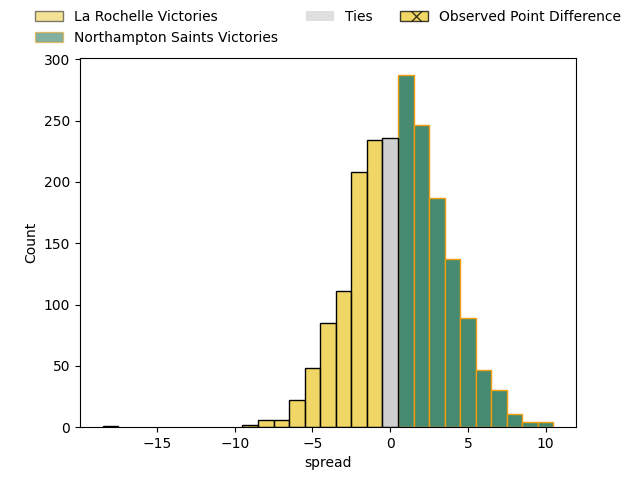 La Rochelle Victories
Northampton Saints Victories
Ties
Observed Point Difference
300
250
200
150
100
50
0
Count
−15
−10
−5
0
5
10
spread